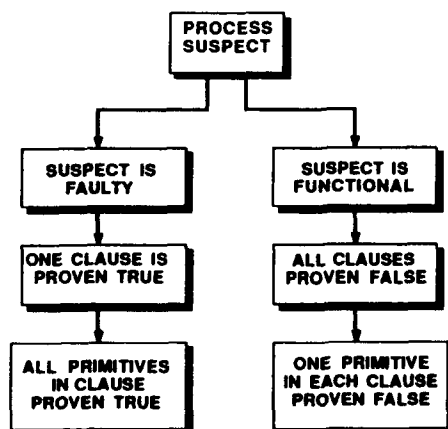 PROCESS
SUSPECT
SUSPECT IS
FAULTY
SUSPECT IS
FUNCTIONAL
ONE CLAUSE IS
PROVEN TRUE
ALL CLAUSES
PROVEN FALSE
ALL PRIMITIVES
IN CLAUSE
PROVEN TRUE
ONE PRIMITIVE
IN EACH CLAUSE
PROVEN FALSE